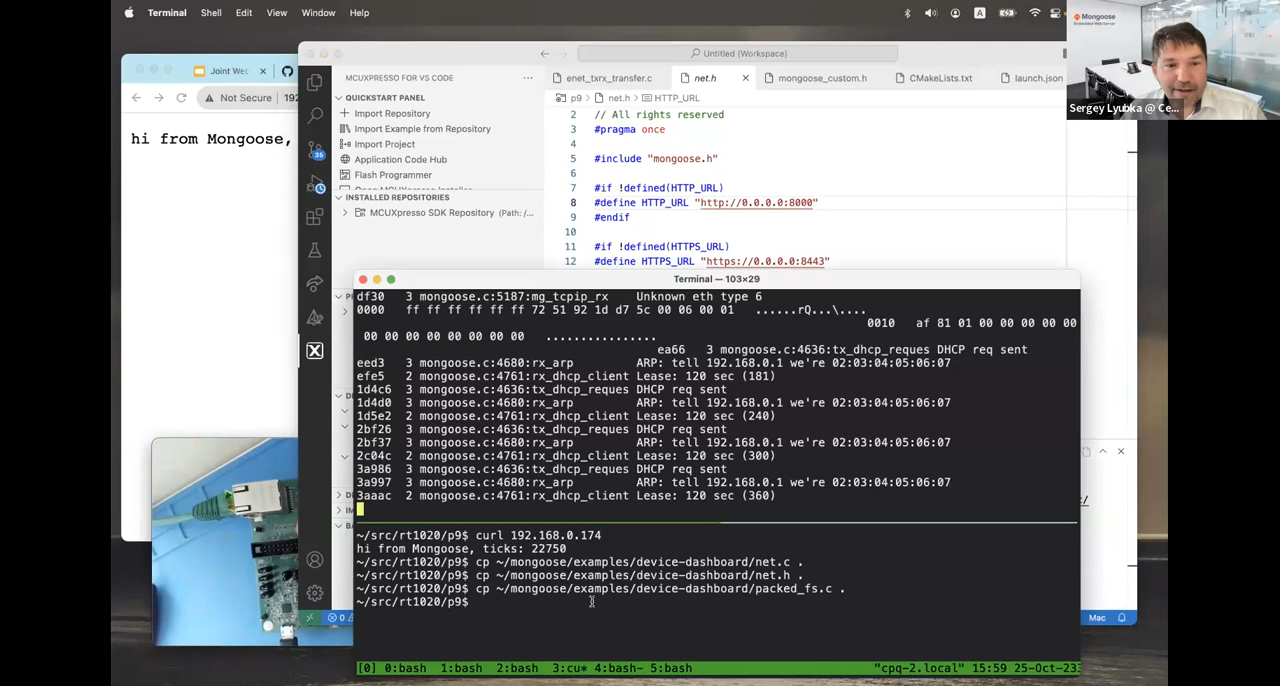 Terminal Shell Edit View Window Help
A
Mongoose
Sergey Lyubka @ Ce...
Joint Web
Not Secure 192
hi from Mongoose,
Untitled (Workspace)
MCUXPRESSO FOR VS CODE
QUICKSTART PANEL
Import Repository
Import Example from Repository
Import Project
Application Code Hub
Flash Programmer
INSTALLED REPOSITORIES
MCUXpresso SDK Repository (Path: /...
enet_txrx_transfer.c net.h mongoose_custom.h CMakeLists.txt launch.json
p9 > net.h > HTTP_URL
2 // All rights reserved
3 #pragma once
4
5 #include "mongoose.h"
6
7 #if !defined(HTTP_URL)
8 #define HTTP_URL "http://0.0.0.0:8000"
9 #endif
10
11 #if !defined(HTTPS_URL)
12 #define HTTPS_URL "https://0.0.0.0:8443"
Terminal — 103×29
df30 3 mongoose.c:5187:mg_tcpip_rx Unknown eth type 6
0000 ff ff ff ff ff ff 72 51 92 1d d7 5c 00 06 00 01 ......rQ...\....
0010 af 81 01 00 00 00 00 00
00 00 00 00 00 00 00 00 ................
ea66 3 mongoose.c:4636:tx_dhcp_reques DHCP req sent
eed3 3 mongoose.c:4680:rx_arp ARP: tell 192.168.0.1 we're 02:03:04:05:06:07
efe5 2 mongoose.c:4761:rx_dhcp_client Lease: 120 sec (181)
1d4c6 3 mongoose.c:4636:tx_dhcp_reques DHCP req sent
1d4d0 3 mongoose.c:4680:rx_arp ARP: tell 192.168.0.1 we're 02:03:04:05:06:07
1d5e2 2 mongoose.c:4761:rx_dhcp_client Lease: 120 sec (240)
2bf26 3 mongoose.c:4636:tx_dhcp_reques DHCP req sent
2bf37 3 mongoose.c:4680:rx_arp ARP: tell 192.168.0.1 we're 02:03:04:05:06:07
2c04c 2 mongoose.c:4761:rx_dhcp_client Lease: 120 sec (300)
3a986 3 mongoose.c:4636:tx_dhcp_reques DHCP req sent
3a997 3 mongoose.c:4680:rx_arp ARP: tell 192.168.0.1 we're 02:03:04:05:06:07
3aaac 2 mongoose.c:4761:rx_dhcp_client Lease: 120 sec (360)
~/src/rt1020/p9$ curl 192.168.0.174
hi from Mongoose, ticks: 22750
~/src/rt1020/p9$ cp ~/mongoose/examples/device-dashboard/net.c .
~/src/rt1020/p9$ cp ~/mongoose/examples/device-dashboard/net.h .
~/src/rt1020/p9$ cp ~/mongoose/examples/device-dashboard/packed_fs.c .
~/src/rt1020/p9$
[0] 0:bash 1:bash 2:bash 3:cu* 4:bash- 5:bash "cpq-2.local" 15:59 25-Oct-23
35
0
Mac